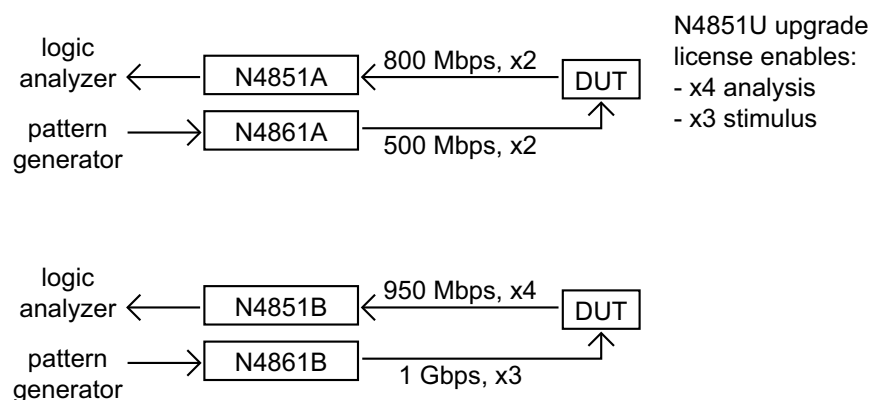 logic
analyzer
N4851A
800 Mbps, x2
DUT
pattern
generator
N4861A
500 Mbps, x2
N4851U upgrade
license enables:
- x4 analysis
- x3 stimulus
logic
analyzer
N4851B
950 Mbps, x4
DUT
pattern
generator
N4861B
1 Gbps, x3